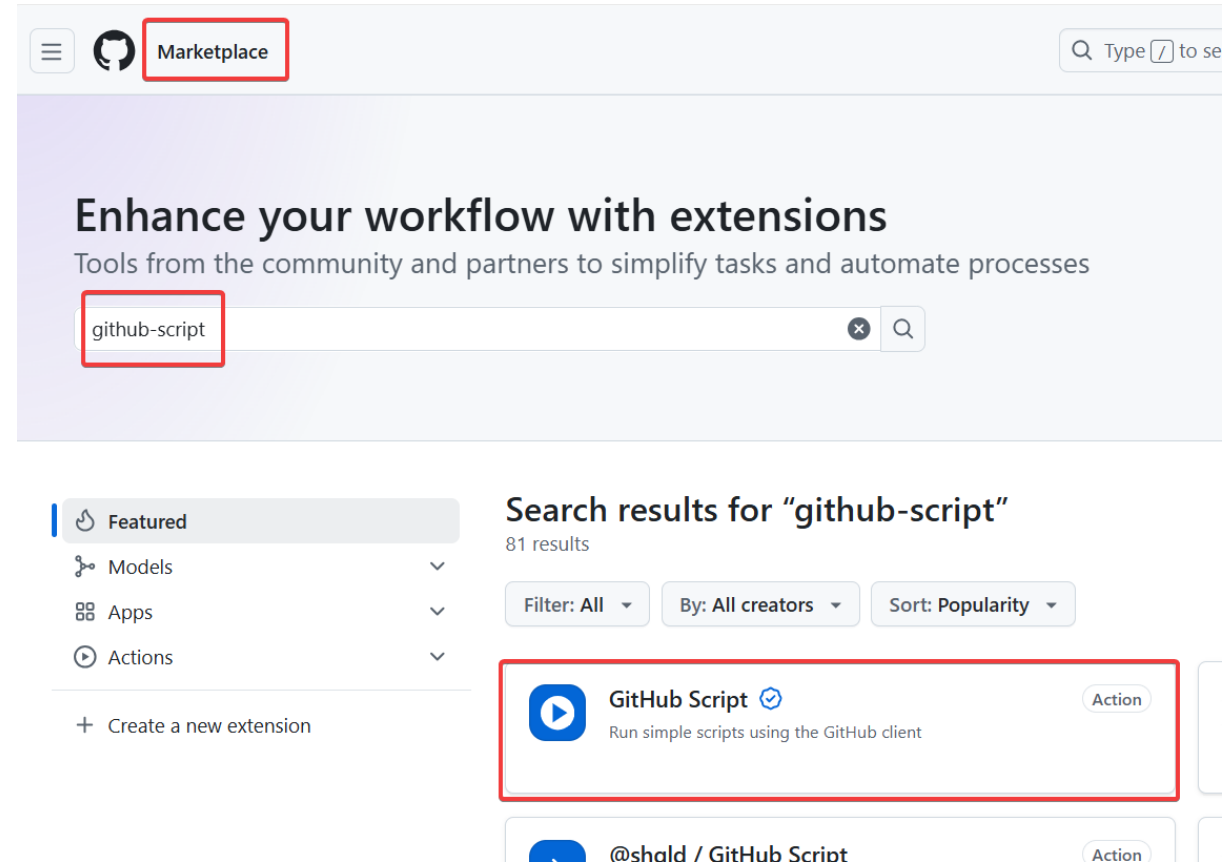 Marketplace
Type / to se
Enhance your workflow with extensions
Tools from the community and partners to simplify tasks and automate processes
github-script
Featured
Models
Apps
Actions
Create a new extension
Search results for “github-script”
81 results
Filter: All
By: All creators
Sort: Popularity
GitHub Script
Action
Run simple scripts using the GitHub client
@shqld / GitHub Script
Action